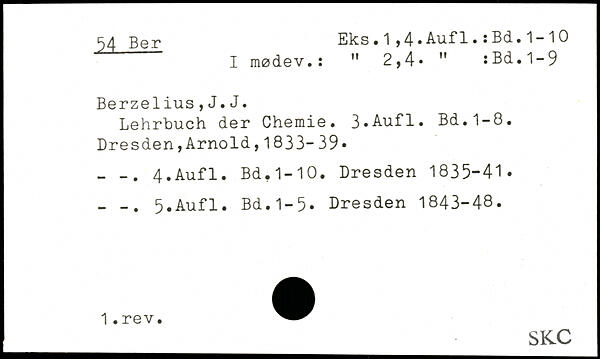 54 Ber
Eks.1,4.Aufl.:Bd.1-10
I mødev.: " 2,4. " :Bd.1-9
Berzelius,J.J.
Lehrbuch der Chemie. 3.Aufl. Bd.1-8.
Dresden,Arnold,1833-39.
- -. 4.Aufl. Bd.1-10. Dresden 1835-41.
- -. 5.Aufl. Bd.1-5. Dresden 1843-48.
1.rev.
SKC